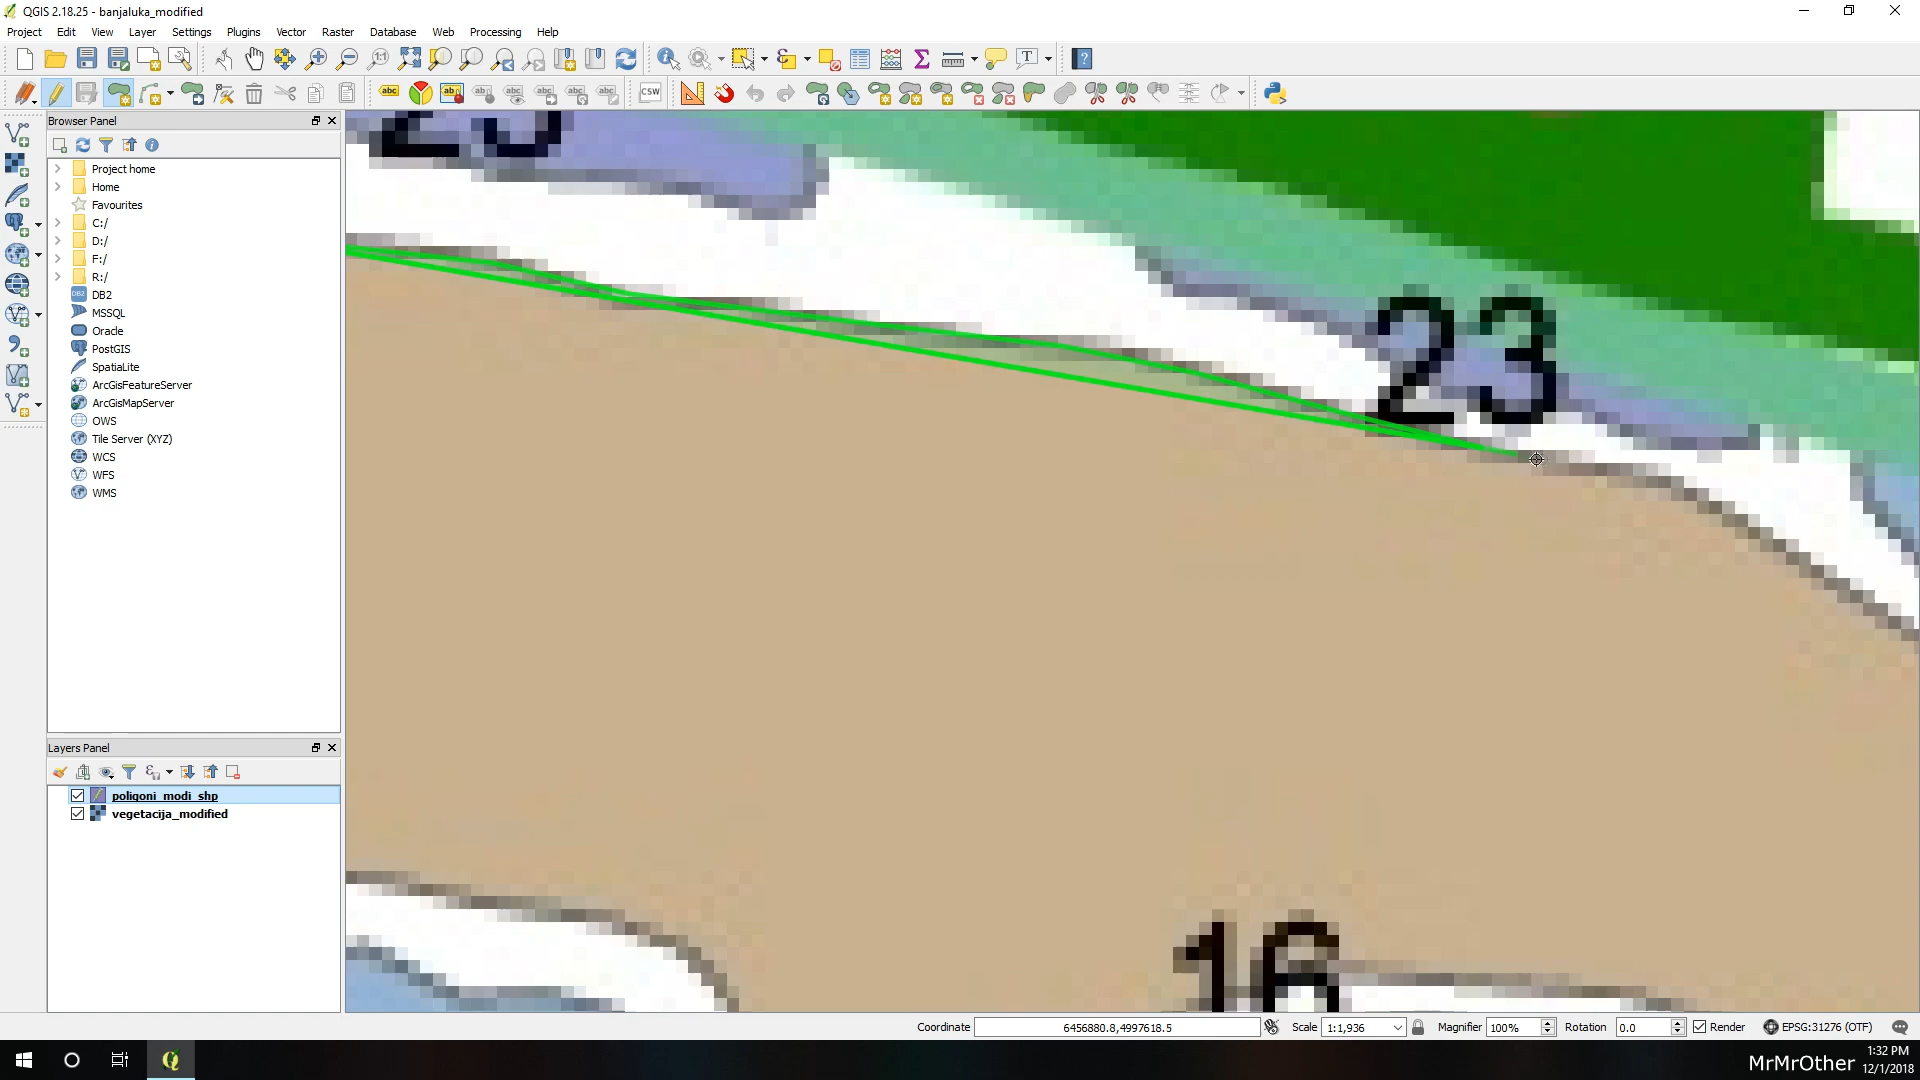 QGIS 2.18.25 - banjaluka_modified
Project Edit View Layer Settings Plugins Vector Raster Database Web Processing Help
Browser Panel
Project home
Home
Favourites
C:/
D:/
F:/
R:/
DB2
MSSQL
Oracle
PostGIS
SpatiaLite
ArcGisFeatureServer
ArcGisMapServer
OWS
Tile Server (XYZ)
WCS
WFS
WMS
Layers Panel
poligoni_modi_shp
vegetacija_modified
23
16
Coordinate 6456880.8,4997618.5 Scale 1:1,936 Magnifier 100% Rotation 0.0 Render EPSG:31276 (OTF)
MrMrOther
1:32 PM
12/1/2018